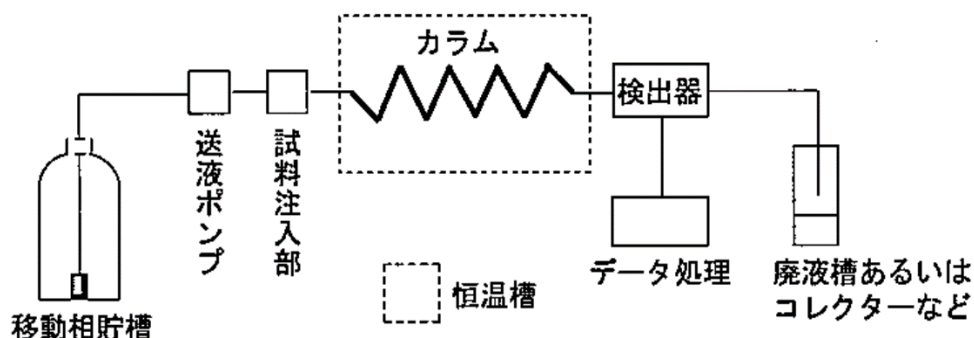 カラム
検出器
送液ポンプ
試料注入部
データ処理
廃液槽あるいは
コレクターなど
恒温槽
移動相貯槽